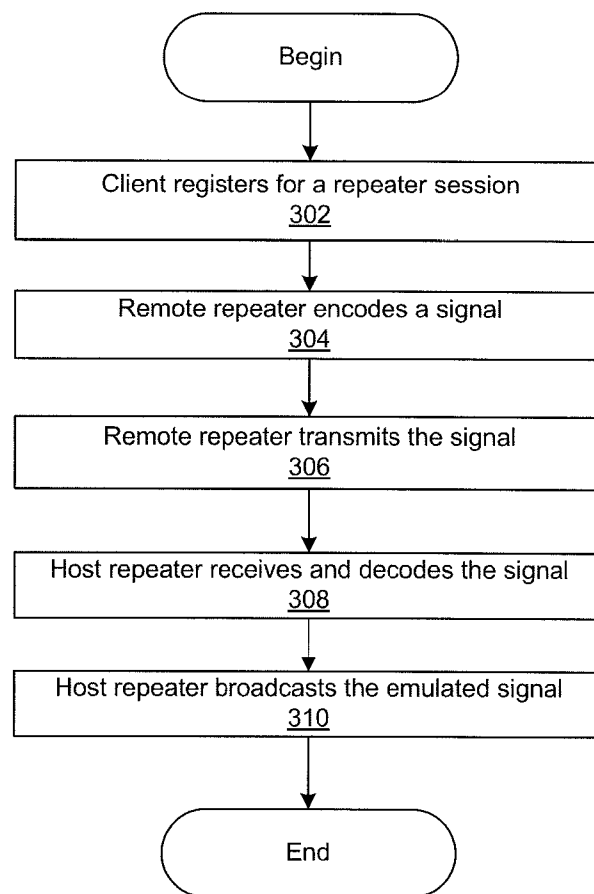 Begin
Client registers for a repeater session
302
Remote repeater encodes a signal
304
Remote repeater transmits the signal
306
Host repeater receives and decodes the signal
308
Host repeater broadcasts the emulated signal
310
End